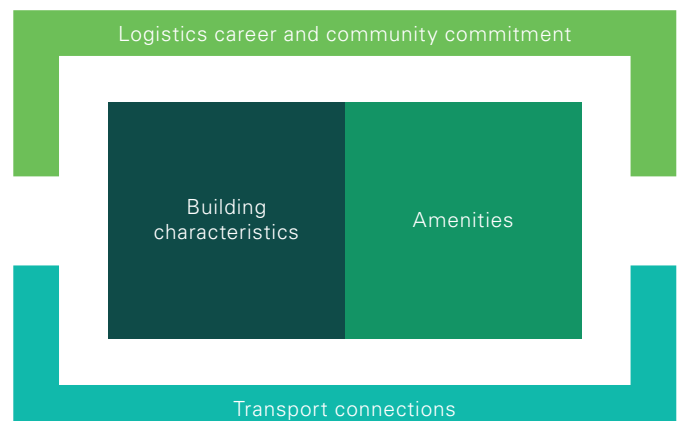 Logistics career and community commitment
Building
characteristics
Amenities
Transport connections